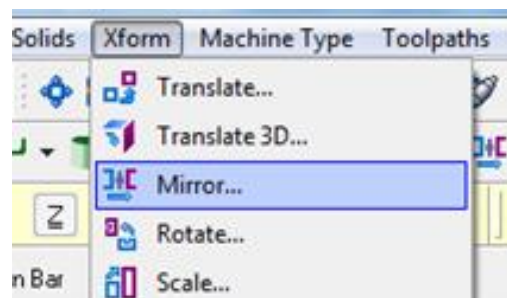 Solids Xform Machine Type Toolpaths
Translate...
Translate 3D...
Mirror...
Z
Rotate...
n Bar
Scale...